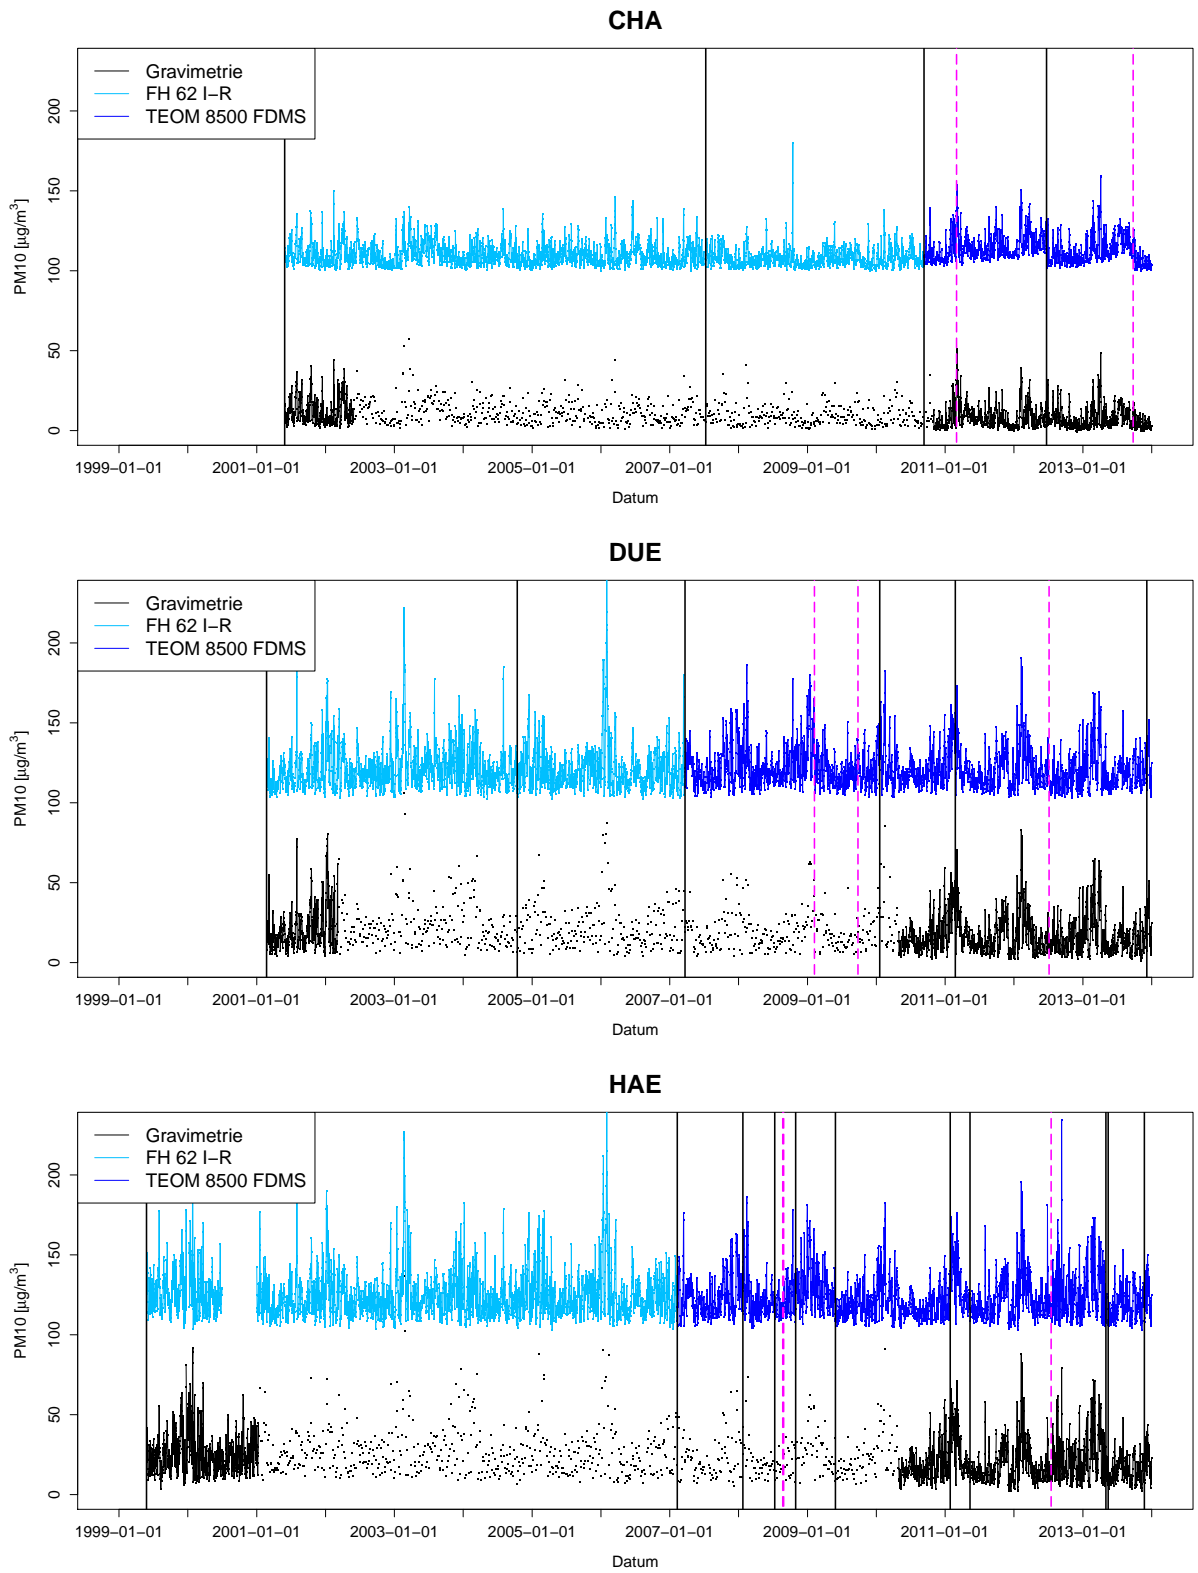 CHA
Gravimetrie
FH 62 I−R
TEOM 8500 FDMS
PM10 [µg/m³]
200
150
100
50
0
1999−01−01 2001−01−01 2003−01−01 2005−01−01 2007−01−01 2009−01−01 2011−01−01 2013−01−01
Datum
DUE
Gravimetrie
FH 62 I−R
TEOM 8500 FDMS
PM10 [µg/m³]
200
150
100
50
0
1999−01−01 2001−01−01 2003−01−01 2005−01−01 2007−01−01 2009−01−01 2011−01−01 2013−01−01
Datum
HAE
Gravimetrie
FH 62 I−R
TEOM 8500 FDMS
PM10 [µg/m³]
200
150
100
50
0
1999−01−01 2001−01−01 2003−01−01 2005−01−01 2007−01−01 2009−01−01 2011−01−01 2013−01−01
Datum